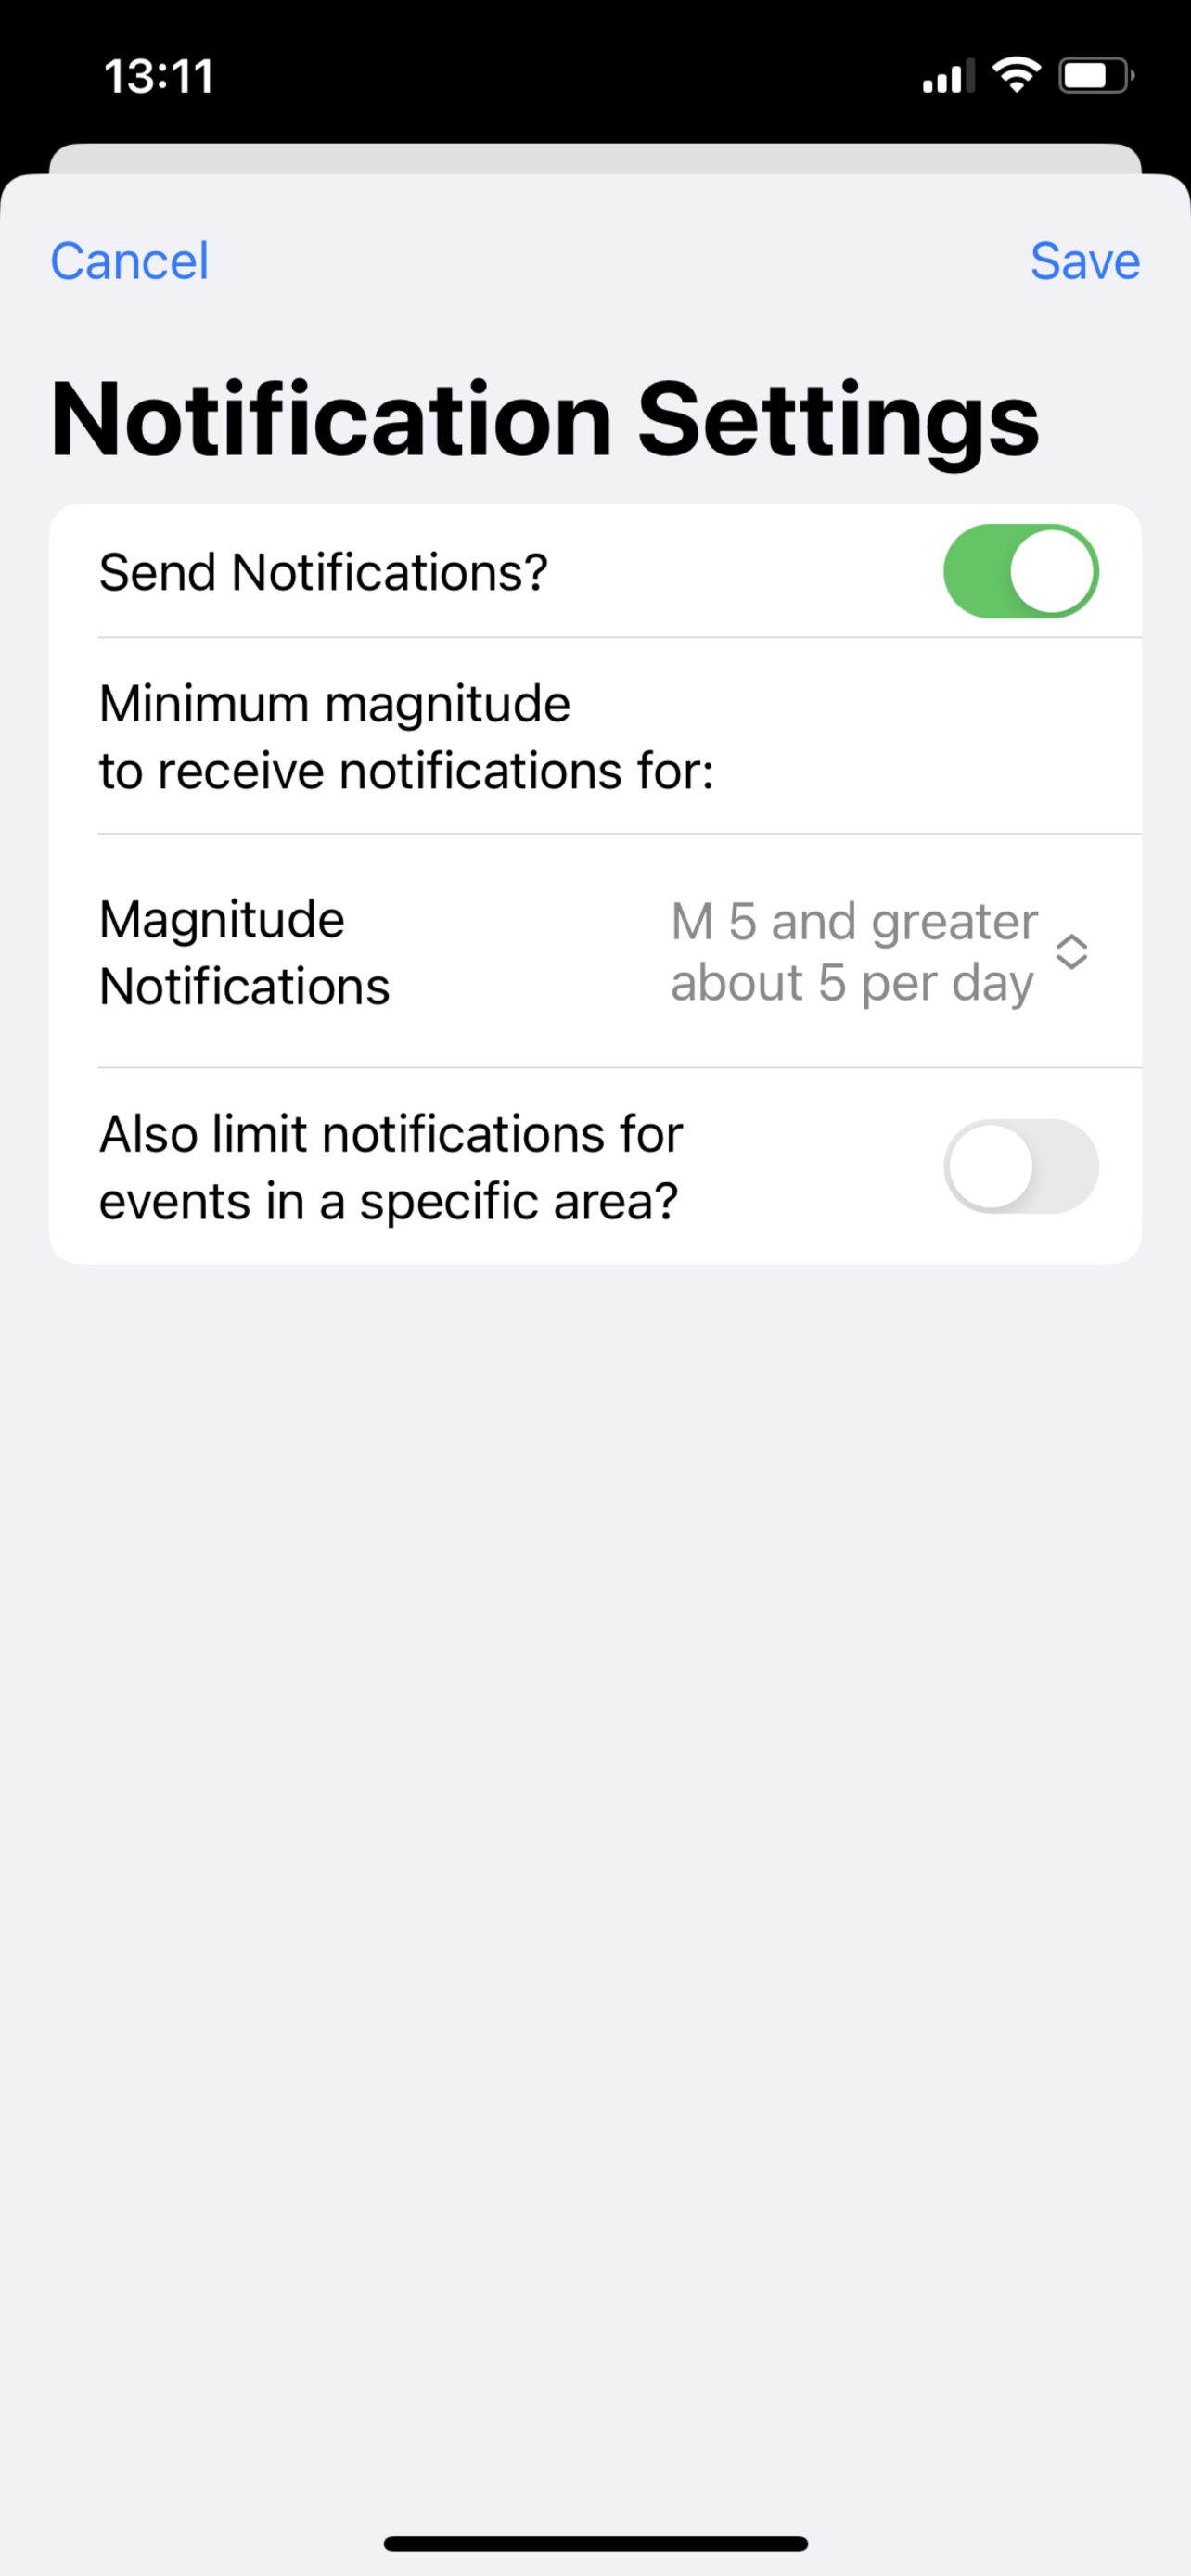 13:11
Cancel
Save
Notification Settings
Send Notifications?
Minimum magnitude
to receive notifications for:
Magnitude
Notifications
M 5 and greater
about 5 per day
Also limit notifications for
events in a specific area?